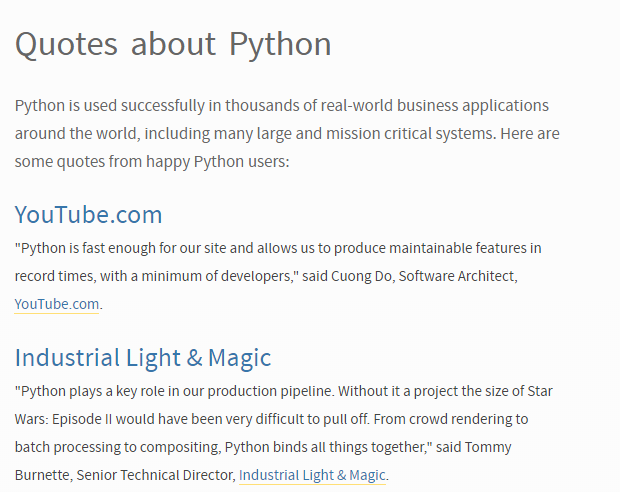 Quotes about Python
Python is used successfully in thousands of real-world business applications
around the world, including many large and mission critical systems. Here are
some quotes from happy Python users:
YouTube.com
"Python is fast enough for our site and allows us to produce maintainable features in
record times, with a minimum of developers," said Cuong Do, Software Architect,
YouTube.com.
Industrial Light & Magic
"Python plays a key role in our production pipeline. Without it a project the size of Star
Wars: Episode II would have been very difficult to pull off. From crowd rendering to
batch processing to compositing, Python binds all things together," said Tommy
Burnette, Senior Technical Director, Industrial Light & Magic.